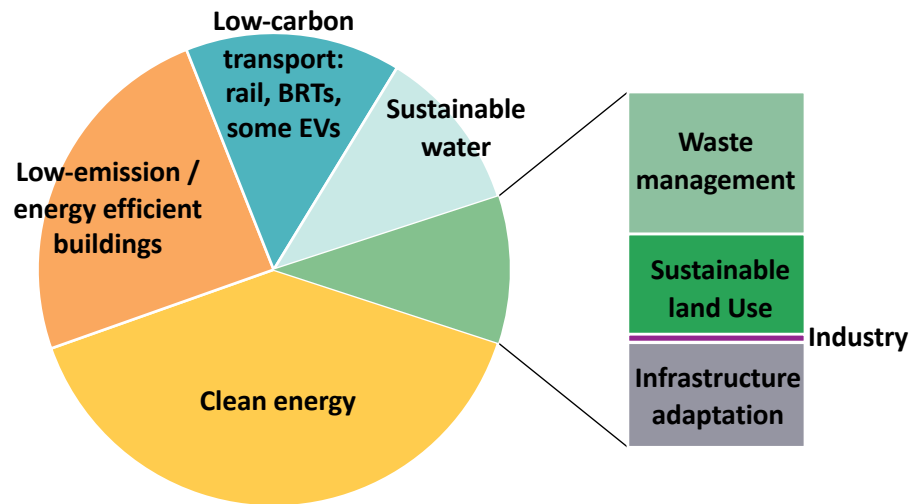 Low-carbon
transport:
rail, BRTs,
some EVs
Sustainable
water
Low-emission /
energy efficient
buildings
Clean energy
Waste
management
Sustainable
land Use
Industry
Infrastructure
adaptation